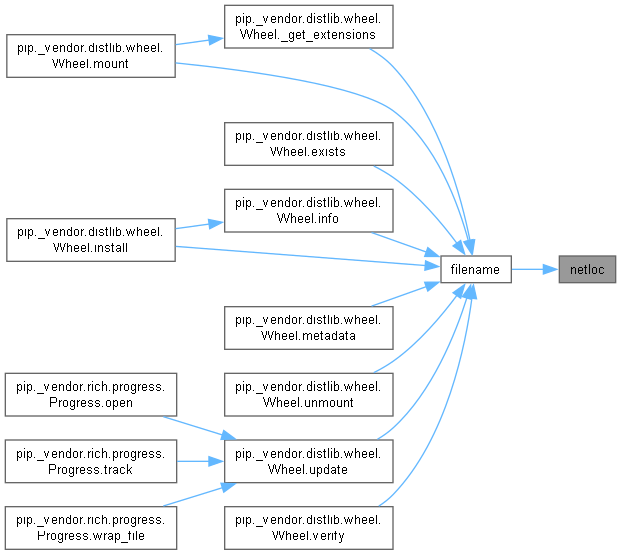 pip._vendor.distlib.wheel.
Wheel._get_extensions
pip._vendor.distlib.wheel.
Wheel.mount
pip._vendor.distlib.wheel.
Wheel.exists
pip._vendor.distlib.wheel.
Wheel.info
pip._vendor.distlib.wheel.
Wheel.install
filename
netloc
pip._vendor.distlib.wheel.
Wheel.metadata
pip._vendor.rich.progress.
Progress.open
pip._vendor.distlib.wheel.
Wheel.unmount
pip._vendor.rich.progress.
Progress.track
pip._vendor.distlib.wheel.
Wheel.update
pip._vendor.rich.progress.
Progress.wrap_file
pip._vendor.distlib.wheel.
Wheel.verify